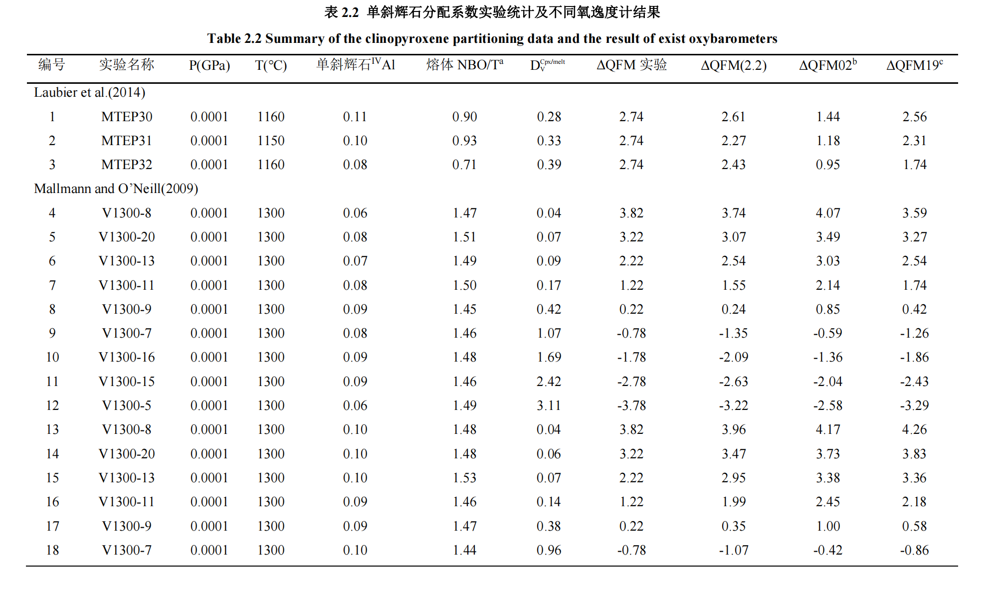 表 2.2 单斜辉石分配系数实验统计及不同氧逸度计结果
Table 2.2 Summary of the clinopyroxene partitioning data and the result of exist oxybarometers
编号 实验名称 P(GPa) T(℃) 单斜辉石IVAl 熔体 NBO/Ta DVCpx/melt ΔQFM 实验 ΔQFM(2.2) ΔQFM02b ΔQFM19c
Laubier et al.(2014)
1 MTEP30 0.0001 1160 0.11 0.90 0.28 2.74 2.61 1.44 2.56
2 MTEP31 0.0001 1150 0.10 0.93 0.33 2.74 2.27 1.18 2.31
3 MTEP32 0.0001 1160 0.08 0.71 0.39 2.74 2.43 0.95 1.74
Mallmann and O’Neill(2009)
4 V1300-8 0.0001 1300 0.06 1.47 0.04 3.82 3.74 4.07 3.59
5 V1300-20 0.0001 1300 0.08 1.51 0.07 3.22 3.07 3.49 3.27
6 V1300-13 0.0001 1300 0.07 1.49 0.09 2.22 2.54 3.03 2.54
7 V1300-11 0.0001 1300 0.08 1.50 0.17 1.22 1.55 2.14 1.74
8 V1300-9 0.0001 1300 0.09 1.45 0.42 0.22 0.24 0.85 0.42
9 V1300-7 0.0001 1300 0.08 1.46 1.07 -0.78 -1.35 -0.59 -1.26
10 V1300-16 0.0001 1300 0.09 1.48 1.69 -1.78 -2.09 -1.36 -1.86
11 V1300-15 0.0001 1300 0.09 1.46 2.42 -2.78 -2.63 -2.04 -2.43
12 V1300-5 0.0001 1300 0.06 1.49 3.11 -3.78 -3.22 -2.58 -3.29
13 V1300-8 0.0001 1300 0.10 1.48 0.04 3.82 3.96 4.17 4.26
14 V1300-20 0.0001 1300 0.10 1.48 0.06 3.22 3.47 3.73 3.83
15 V1300-13 0.0001 1300 0.10 1.53 0.07 2.22 2.95 3.38 3.36
16 V1300-11 0.0001 1300 0.09 1.46 0.14 1.22 1.99 2.45 2.18
17 V1300-9 0.0001 1300 0.09 1.47 0.38 0.22 0.35 1.00 0.58
18 V1300-7 0.0001 1300 0.10 1.44 0.96 -0.78 -1.07 -0.42 -0.86